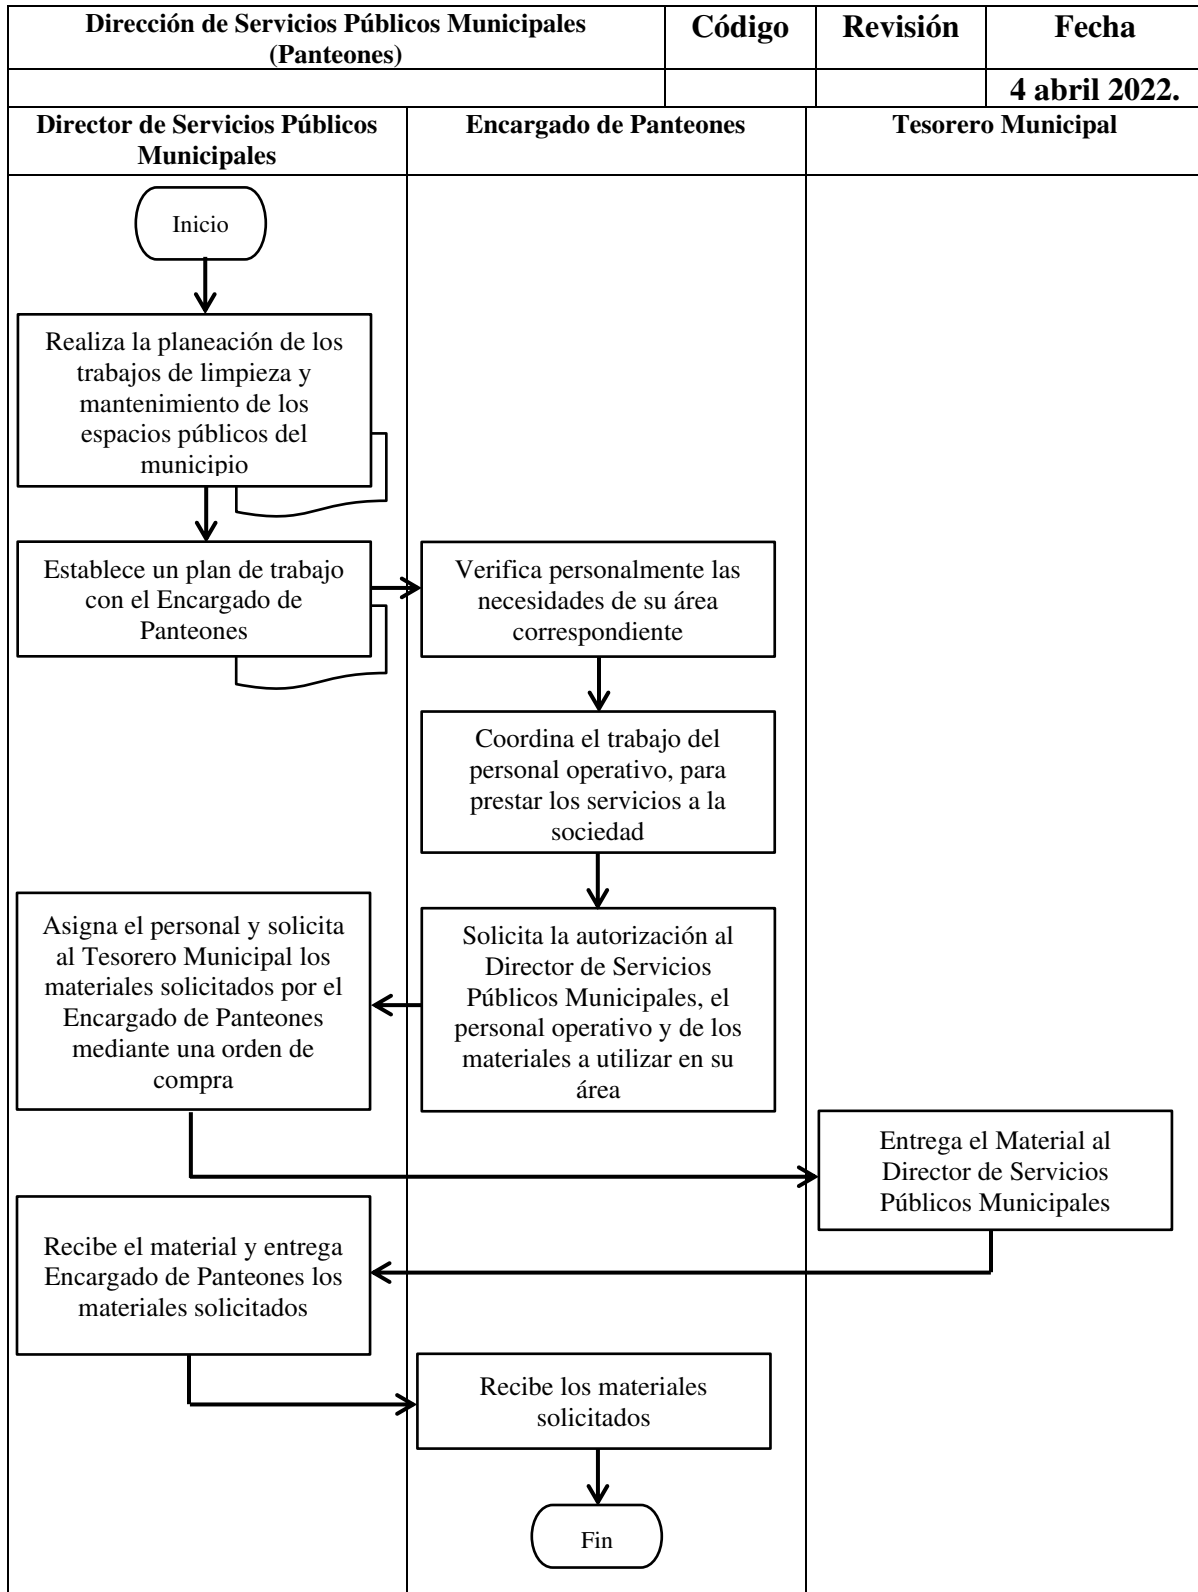 Dirección de Servicios Públicos Municipales
(Panteones)
Código
Revisión
Fecha
4 abril 2022.
Director de Servicios Públicos
Municipales
Encargado de Panteones
Tesorero Municipal
Inicio
Realiza la planeación de los
trabajos de limpieza y
mantenimiento de los
espacios públicos del
municipio
Establece un plan de trabajo
con el Encargado de
Panteones
Verifica personalmente las
necesidades de su área
correspondiente
Coordina el trabajo del
personal operativo, para
prestar los servicios a la
sociedad
Solicita la autorización al
Director de Servicios
Públicos Municipales, el
personal operativo y de los
materiales a utilizar en su
área
Asigna el personal y solicita
al Tesorero Municipal los
materiales solicitados por el
Encargado de Panteones
mediante una orden de
compra
Entrega el Material al
Director de Servicios
Públicos Municipales
Recibe el material y entrega
Encargado de Panteones los
materiales solicitados
Recibe los materiales
solicitados
Fin